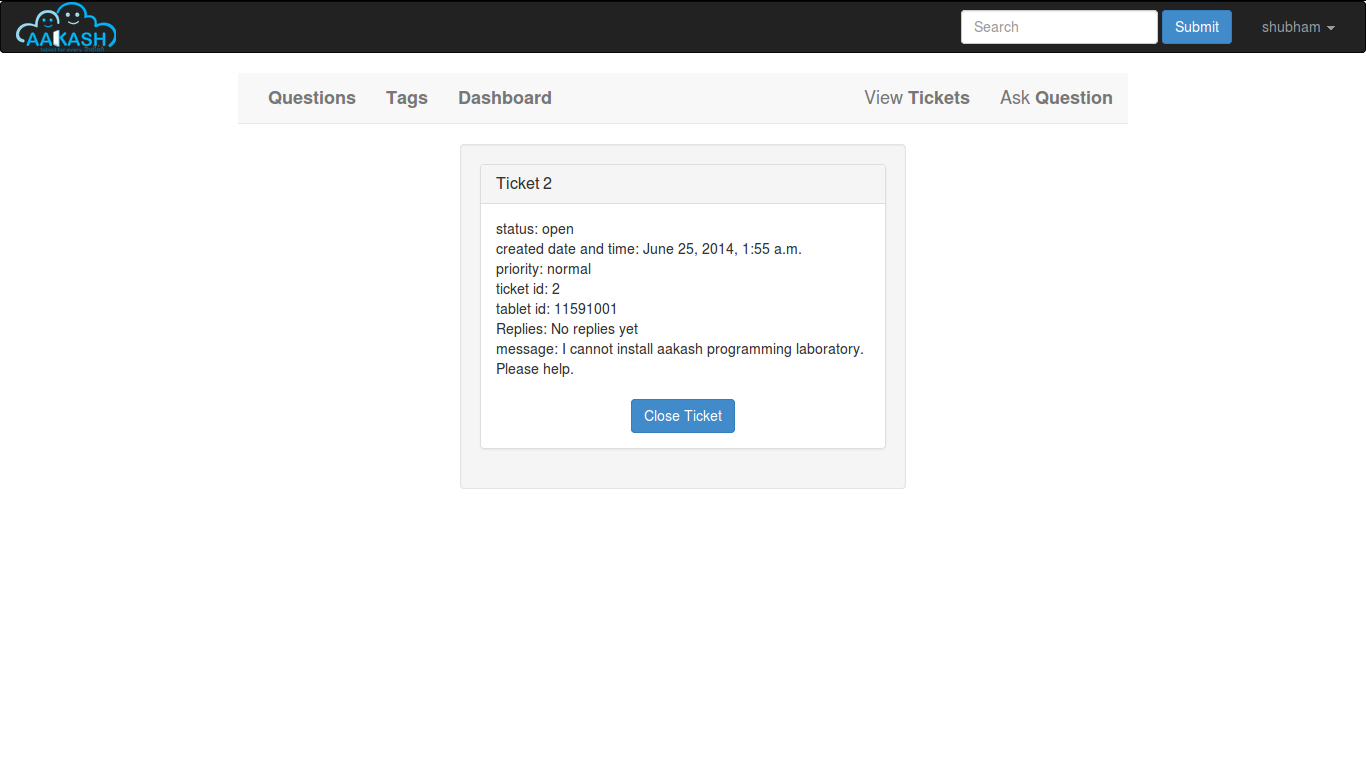 AAKASH
Search
Submit
shubham
Questions
Tags
Dashboard
View Tickets
Ask Question
Ticket 2
status: open
created date and time: June 25, 2014, 1:55 a.m.
priority: normal
ticket id: 2
tablet id: 11591001
Replies: No replies yet
message: I cannot install aakash programming laboratory.
Please help.
Close Ticket